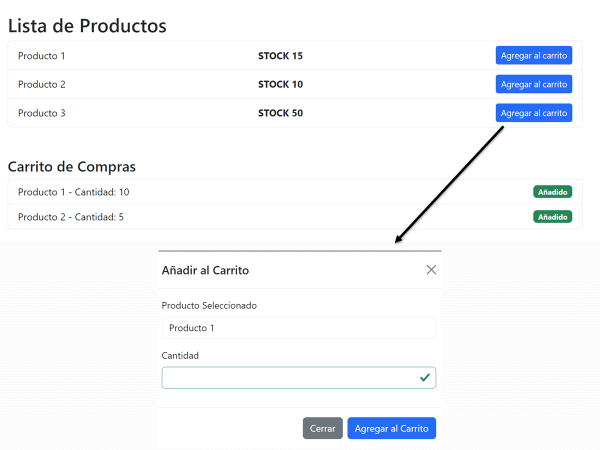 Lista de Productos
Producto 1 STOCK 15 Agregar al carrito
Producto 2 STOCK 10 Agregar al carrito
Producto 3 STOCK 50 Agregar al carrito
Carrito de Compras
Producto 1 - Cantidad: 10 Añadido
Producto 2 - Cantidad: 5 Añadido
Añadir al Carrito
Producto Seleccionado
Producto 1
Cantidad
Cerrar Agregar al Carrito